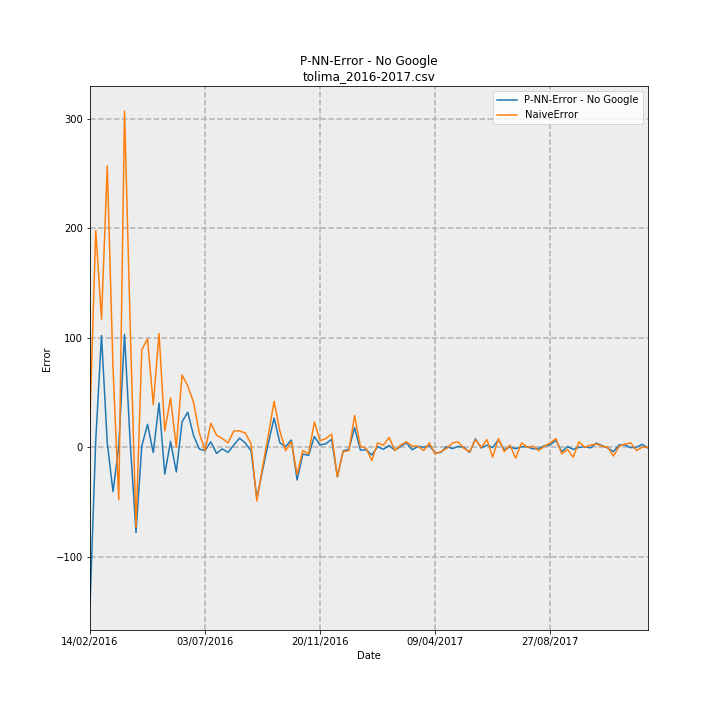 P-NN-Error - No Google
tolima_2016-2017.csv
P-NN-Error - No Google
NaiveError
300
200
100
0
−100
Error
14/02/2016 03/07/2016 20/11/2016 09/04/2017 27/08/2017
Date